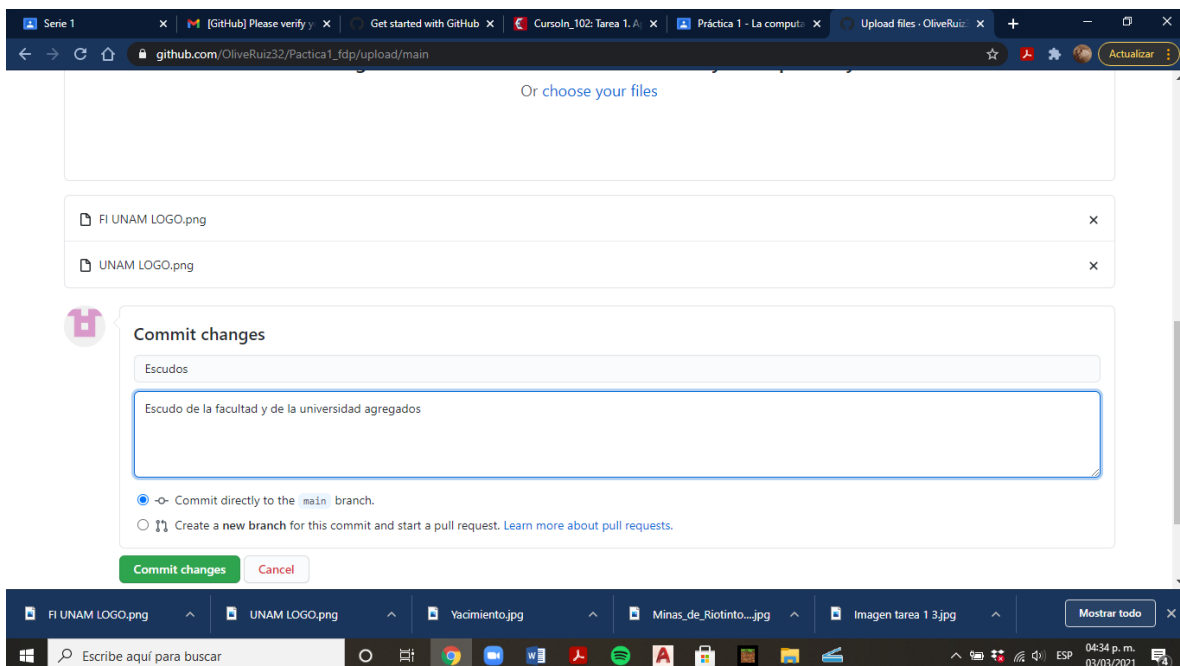 Serie 1
[GitHub] Please verify y
Get started with GitHub
CursoIn_102: Tarea 1. A
Práctica 1 - La computa
Upload files · OliveRuiz
github.com/OliveRuiz32/Pactica1_fdp/upload/main
Actualizar
Or choose your files
FI UNAM LOGO.png
UNAM LOGO.png
Commit changes
Escudos
Escudo de la facultad y de la universidad agregados
Commit directly to the main branch.
Create a new branch for this commit and start a pull request. Learn more about pull requests.
Commit changes Cancel
FI UNAM LOGO.png UNAM LOGO.png Yacimiento.jpg Minas_de_Riotinto....jpg Imagen tarea 1 3.jpg Mostrar todo
Escribe aquí para buscar
ESP
04:34 p. m.
03/03/2021
4